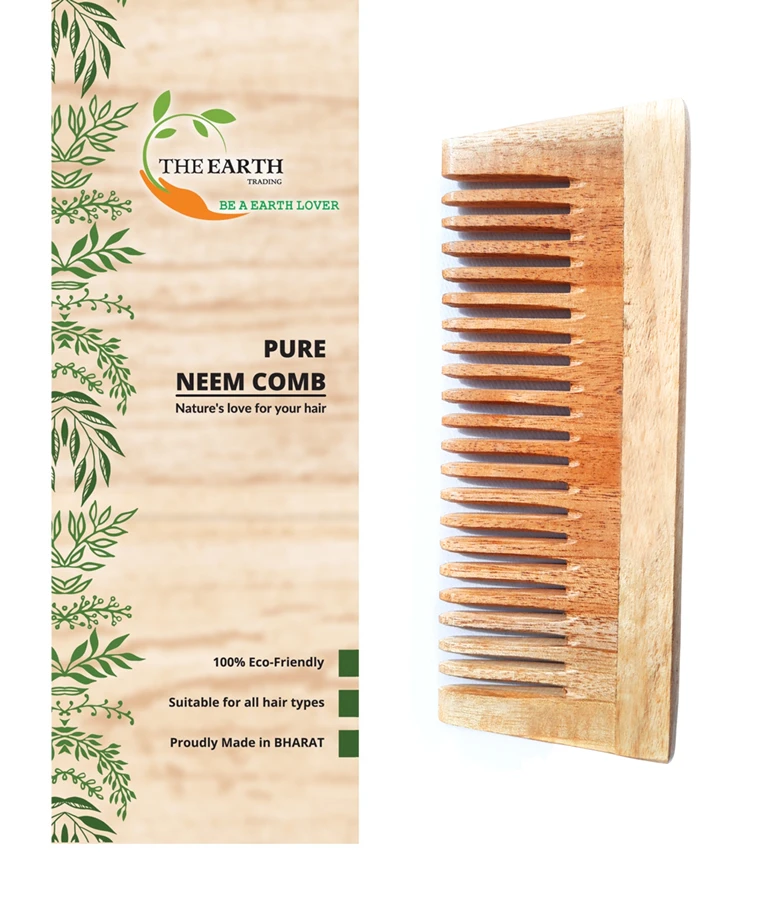 THE EARTH
TRADING
BE A EARTH LOVER
PURE
NEEM COMB
Nature's love for your hair
100% Eco-Friendly
Suitable for all hair types
Proudly Made in BHARAT